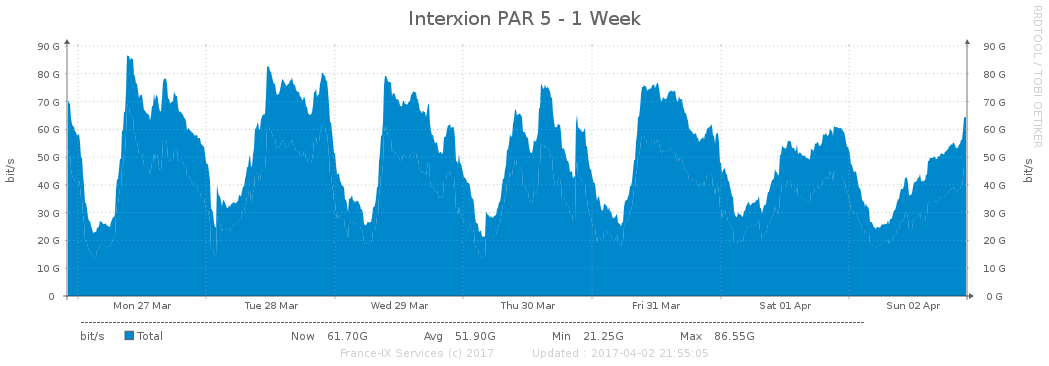 Interxion PAR 5 - 1 Week
RRDTOOL / TOBI OETIKER
bit/s
90 G
80 G
70 G
60 G
50 G
40 G
30 G
20 G
10 G
0
90 G
80 G
70 G
60 G
50 G
40 G
30 G
20 G
10 G
0 G
bit/s
Mon 27 Mar Tue 28 Mar Wed 29 Mar Thu 30 Mar Fri 31 Mar Sat 01 Apr Sun 02 Apr
bit/s Total Now 61.70G Avg 51.90G Min 21.25G Max 86.55G
France-IX Services (c) 2017 Updated : 2017-04-02 21:55:05